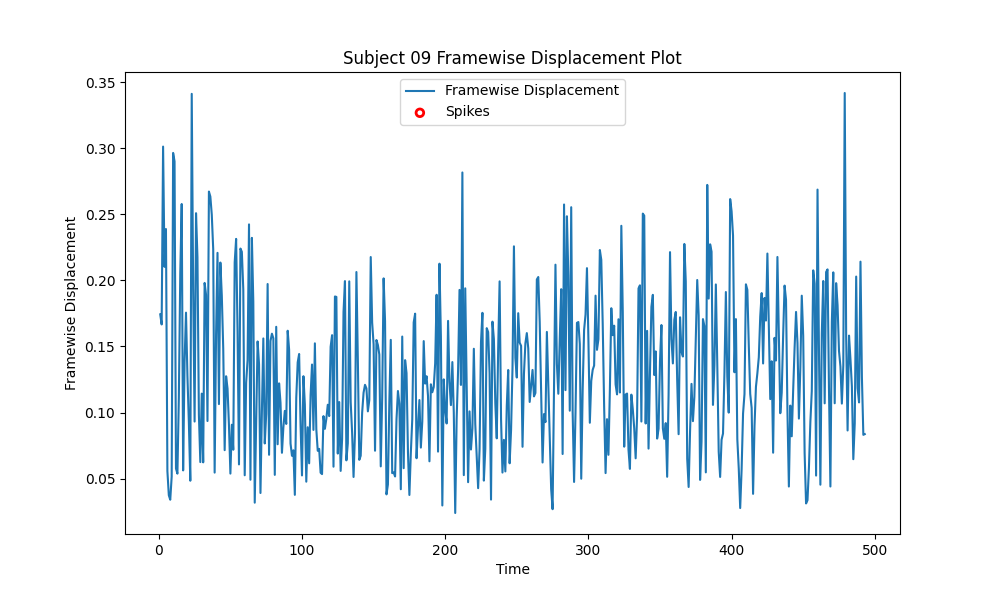 Subject 09 Framewise Displacement Plot
Framewise Displacement
Spikes
0.35
0.30
0.25
0.20
0.15
0.10
0.05
Framewise Displacement
0 100 200 300 400 500
Time